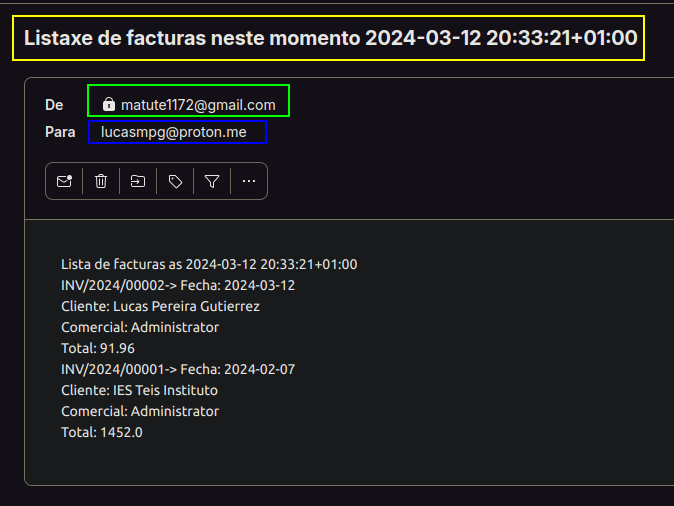 Listaxe de facturas neste momento 2024-03-12 20:33:21+01:00
De matute1172@gmail.com
Para lucasmpg@proton.me
Lista de facturas as 2024-03-12 20:33:21+01:00
INV/2024/00002-> Fecha: 2024-03-12
Cliente: Lucas Pereira Gutierrez
Comercial: Administrator
Total: 91.96
INV/2024/00001-> Fecha: 2024-02-07
Cliente: IES Teis Instituto
Comercial: Administrator
Total: 1452.0